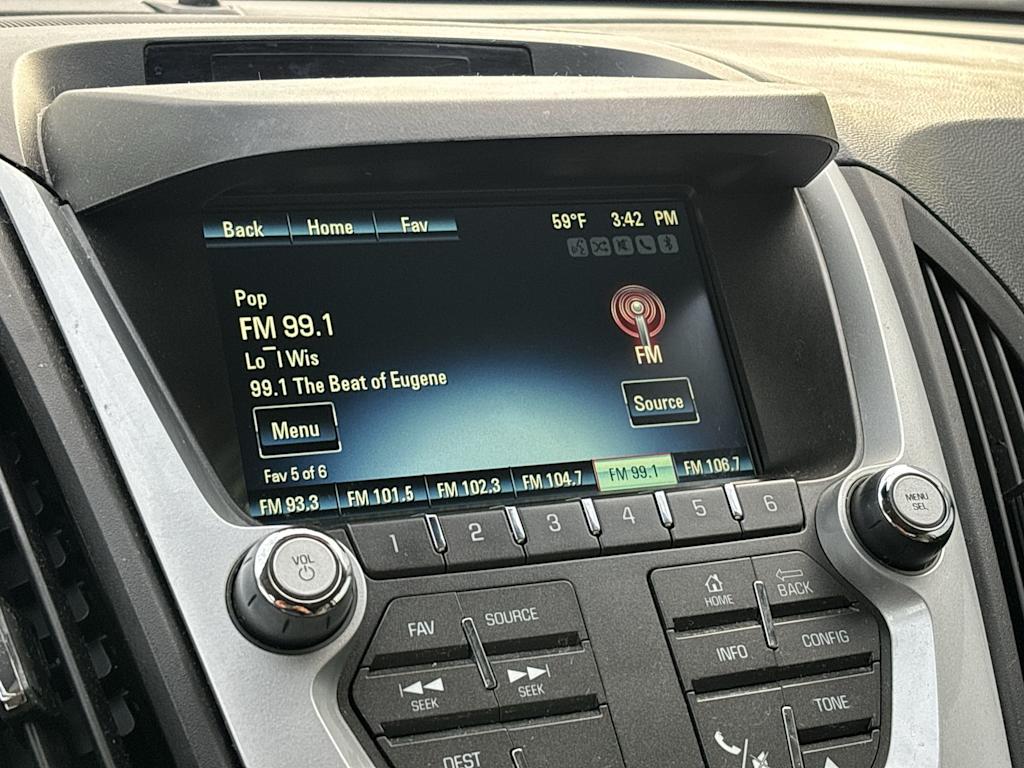 Back Home Fav 59°F 3:42 PM
Pop
FM 99.1
Lo¯l Wis
99.1 The Beat of Eugene
FM
Menu
Source
Fav 5 of 6
FM 93.3 FM 101.5 FM 102.3 FM 104.7 FM 99.1 FM 106.7
1 2 3 4 5 6
VOL
MENU
SEL
FAV SOURCE
HOME BACK
SEEK SEEK
INFO CONFIG
DEST
TONE